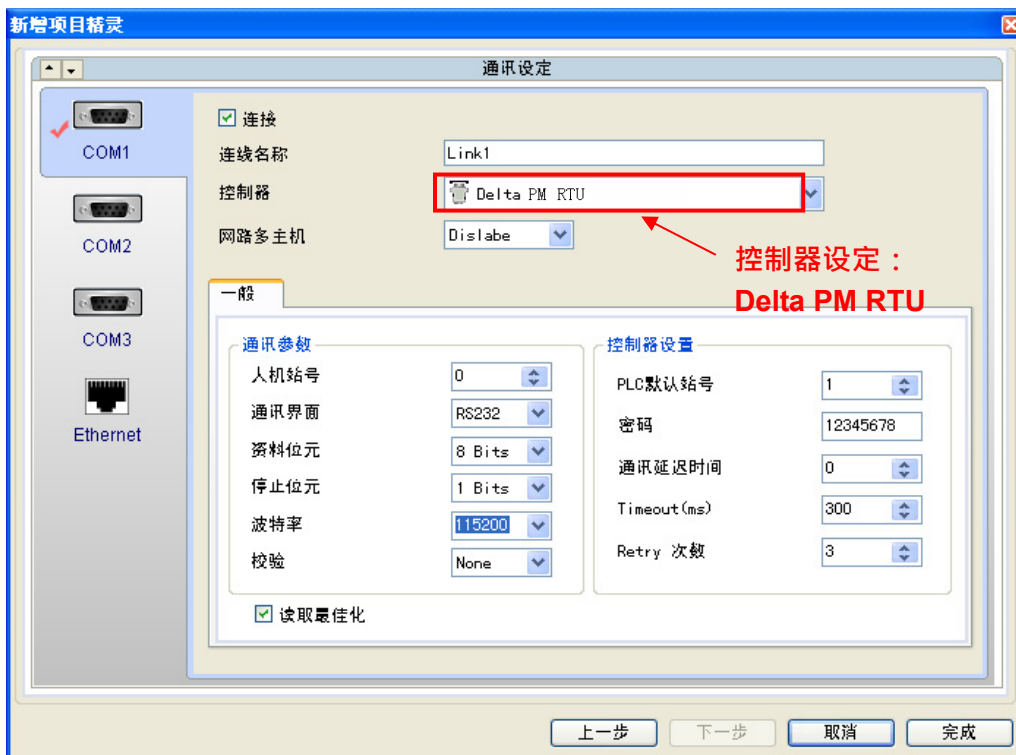 新增项目精灵
通讯设定
COM1
COM2
COM3
Ethernet
连接
连线名称 Link1
控制器 Delta PM RTU
网路多主机 Dislabe
控制器设定：
Delta PM RTU
一般
通讯参数
人机站号 0
通讯界面 RS232
资料位元 8 Bits
停止位元 1 Bits
波特率 115200
校验 None
控制器设置
PLC默认站号 1
密码 12345678
通讯延迟时间 0
Timeout(ms) 300
Retry 次数 3
读取最佳化
上一步 下一步 取消 完成